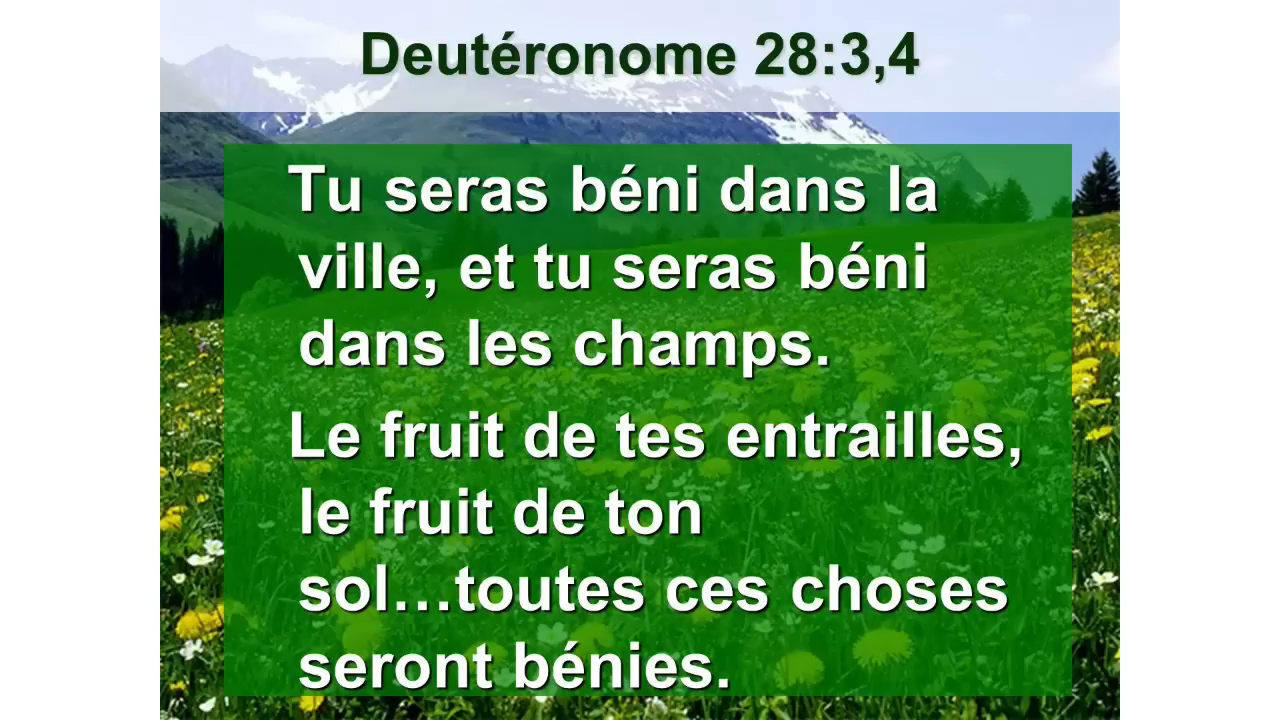 Deutéronome 28:3,4
Tu seras béni dans la
ville, et tu seras béni
dans les champs.
Le fruit de tes entrailles,
le fruit de ton
sol…toutes ces choses
seront bénies.